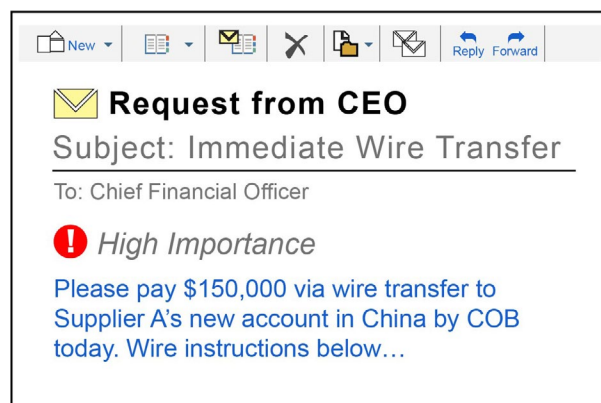 New
Reply Forward
Request from CEO
Subject: Immediate Wire Transfer
To: Chief Financial Officer
! High Importance
Please pay $150,000 via wire transfer to
Supplier A's new account in China by COB
today. Wire instructions below…